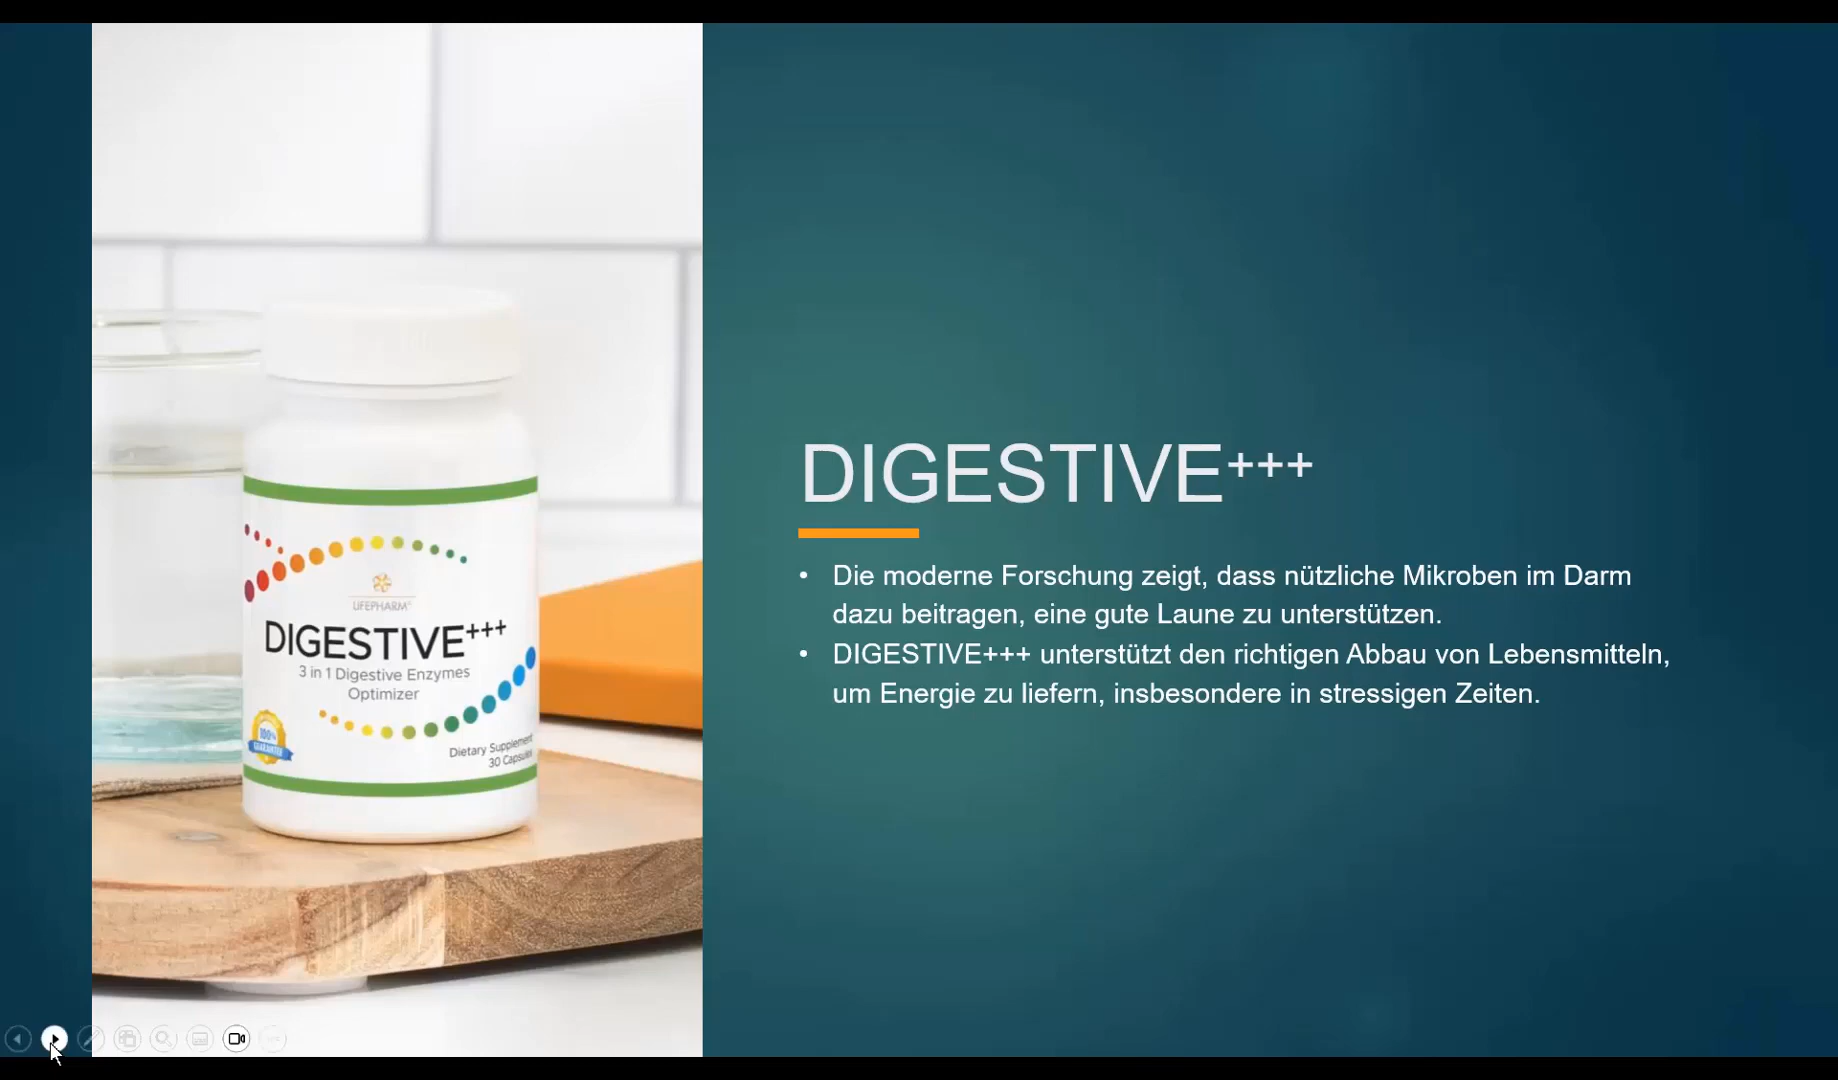 DIGESTIVE+++
• Die moderne Forschung zeigt, dass nützliche Mikroben im Darm
dazu beitragen, eine gute Laune zu unterstützen.
• DIGESTIVE+++ unterstützt den richtigen Abbau von Lebensmitteln,
um Energie zu liefern, insbesondere in stressigen Zeiten.
LIFEPHARM®
DIGESTIVE+++
3 in 1 Digestive Enzymes
Optimizer
100%
GUARANTEE
Dietary Supplement
30 Capsules